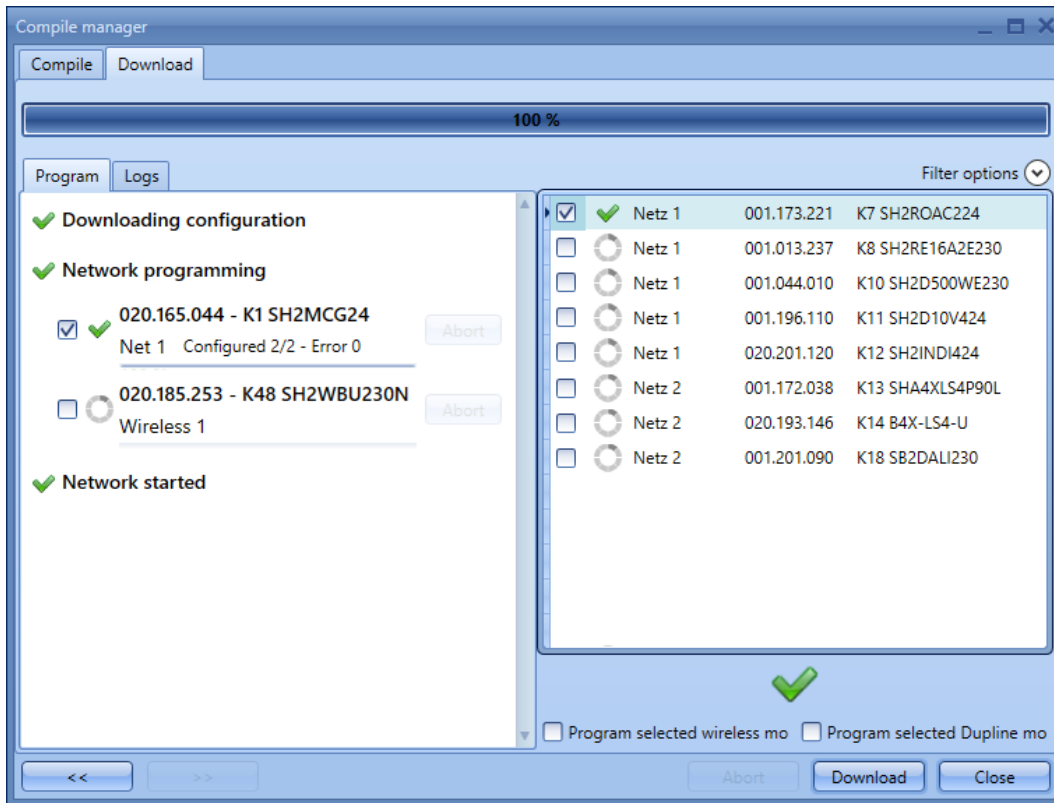 Compile manager
Compile Download
100 %
Program Logs
Filter options
Downloading configuration
Network programming
020.165.044 - K1 SH2MCG24
Net 1 Configured 2/2 - Error 0
Abort
020.185.253 - K48 SH2WBU230N
Wireless 1
Abort
Network started
Netz 1 001.173.221 K7 SH2ROAC224
Netz 1 001.013.237 K8 SH2RE16A2E230
Netz 1 001.044.010 K10 SH2D500WE230
Netz 1 001.196.110 K11 SH2D10V424
Netz 1 020.201.120 K12 SH2INDI424
Netz 2 001.172.038 K13 SHA4XLS4P90L
Netz 2 020.193.146 K14 B4X-LS4-U
Netz 2 001.201.090 K18 SB2DALI230
Program selected wireless mo Program selected Dupline mo
<< >> Abort Download Close